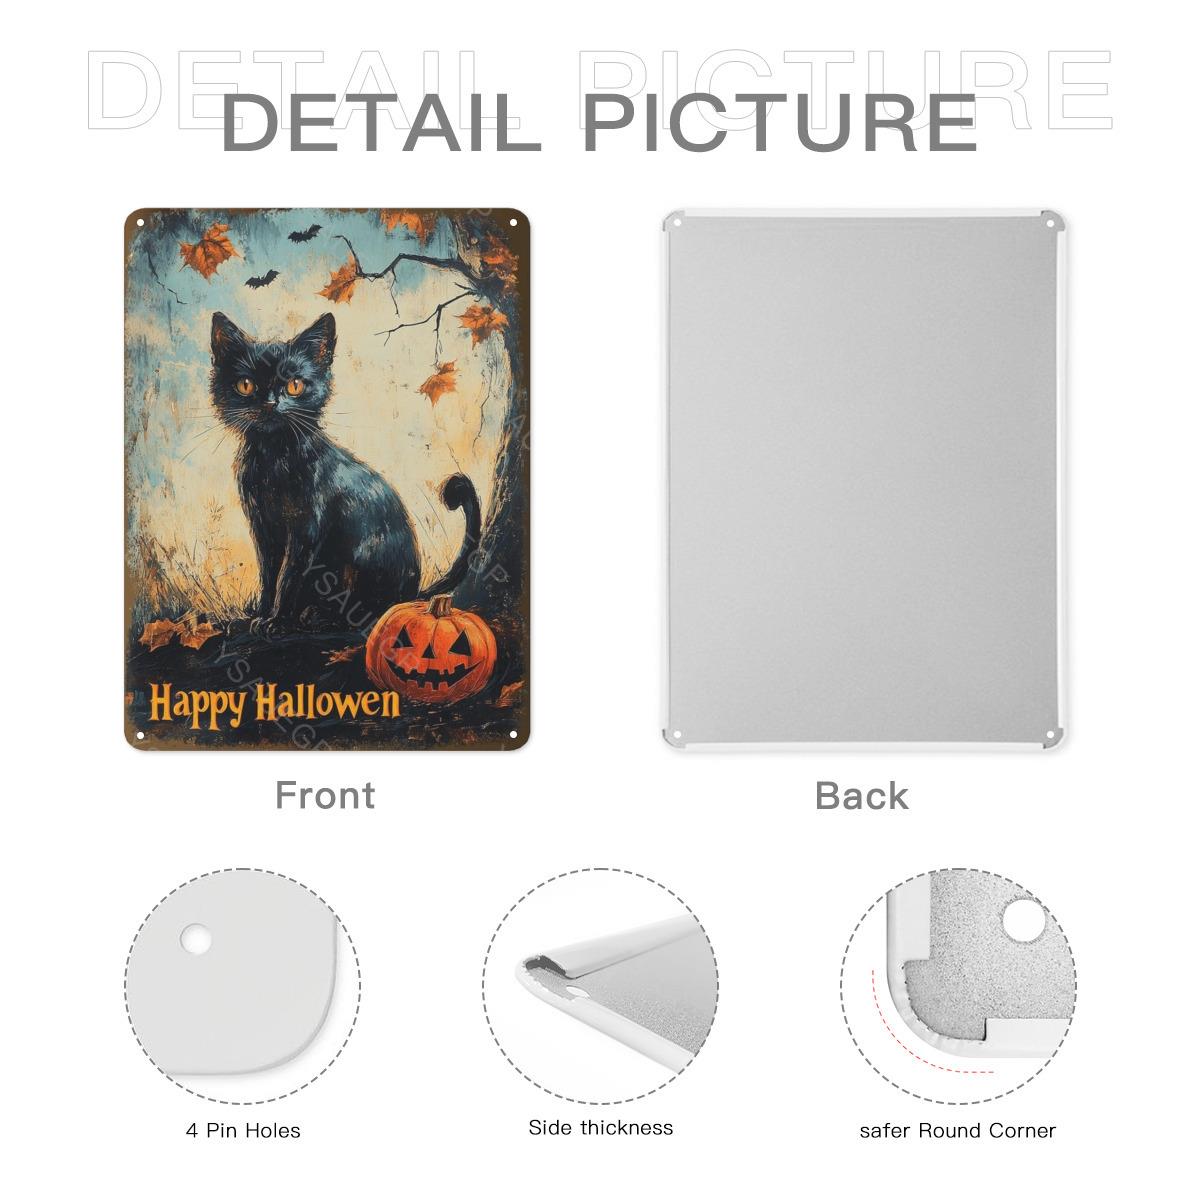 DETAIL PICTURE
DETAIL PICTURE
Happy Hallowen
Front
Back
4 Pin Holes
Side thickness
safer Round Corner